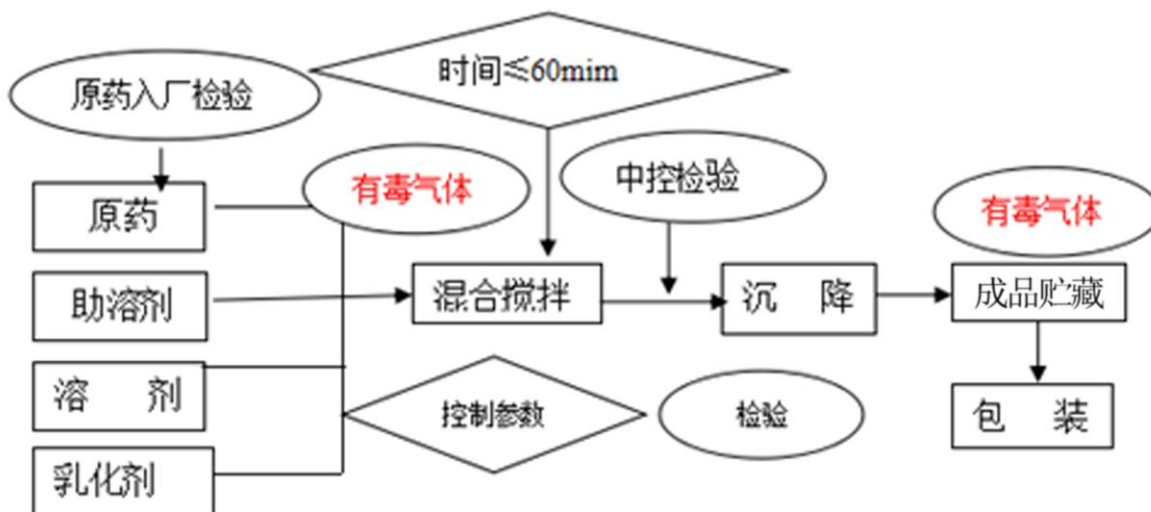 时间≤60mim
原药入厂检验
中控检验
有毒气体
有毒气体
原药
助溶剂
混合搅拌
沉 降
成品贮藏
溶 剂
控制参数
检验
包 装
乳化剂